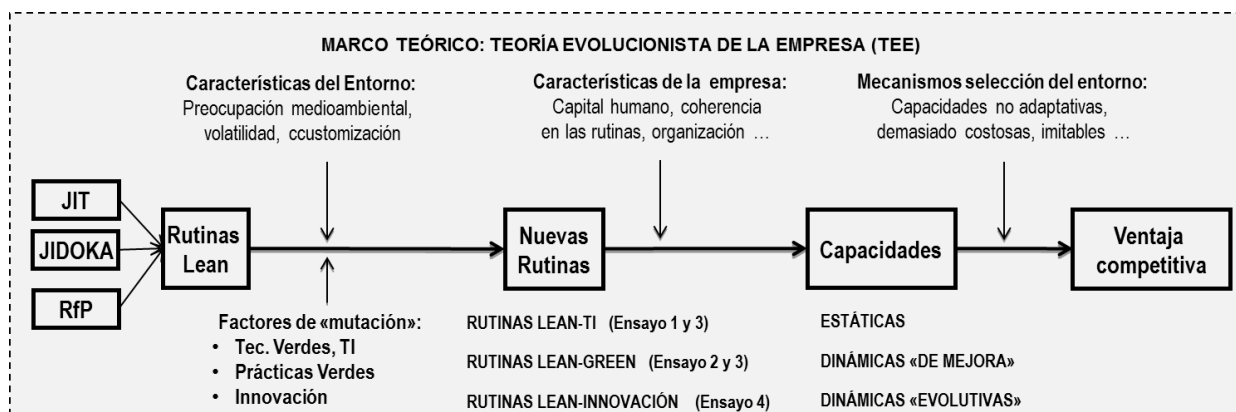 MARCO TEÓRICO: TEORÍA EVOLUCIONISTA DE LA EMPRESA (TEE)
Características del Entorno:
Preocupación medioambiental,
volatilidad, ccustomización
Características de la empresa:
Capital humano, coherencia
en las rutinas, organización ...
Mecanismos selección del entorno:
Capacidades no adaptativas,
demasiado costosas, imitables ...
JIT
JIDOKA
RfP
Rutinas
Lean
Nuevas
Rutinas
Capacidades
Ventaja
competitiva
Factores de «mutación»:
• Tec. Verdes, TI
• Prácticas Verdes
• Innovación
RUTINAS LEAN-TI (Ensayo 1 y 3)
RUTINAS LEAN-GREEN (Ensayo 2 y 3)
RUTINAS LEAN-INNOVACIÓN (Ensayo 4)
ESTÁTICAS
DINÁMICAS «DE MEJORA»
DINÁMICAS «EVOLUTIVAS»